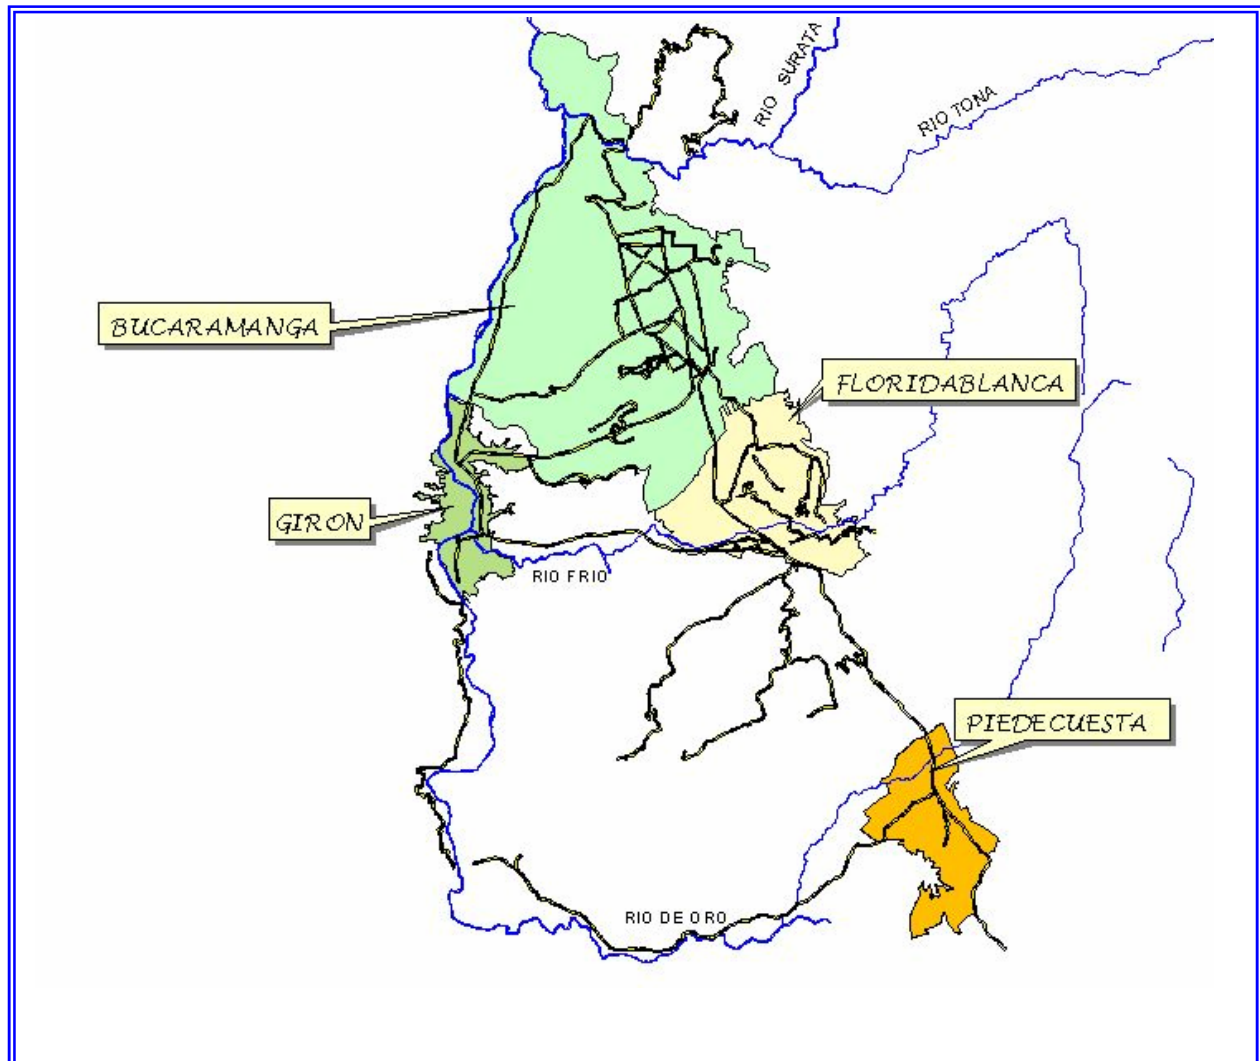 RIO SURATA
RIO TONA
BUCARAMANGA
FLORIDABLANCA
GIRON
RIO FRIO
PIEDECUESTA
RIO DE ORO